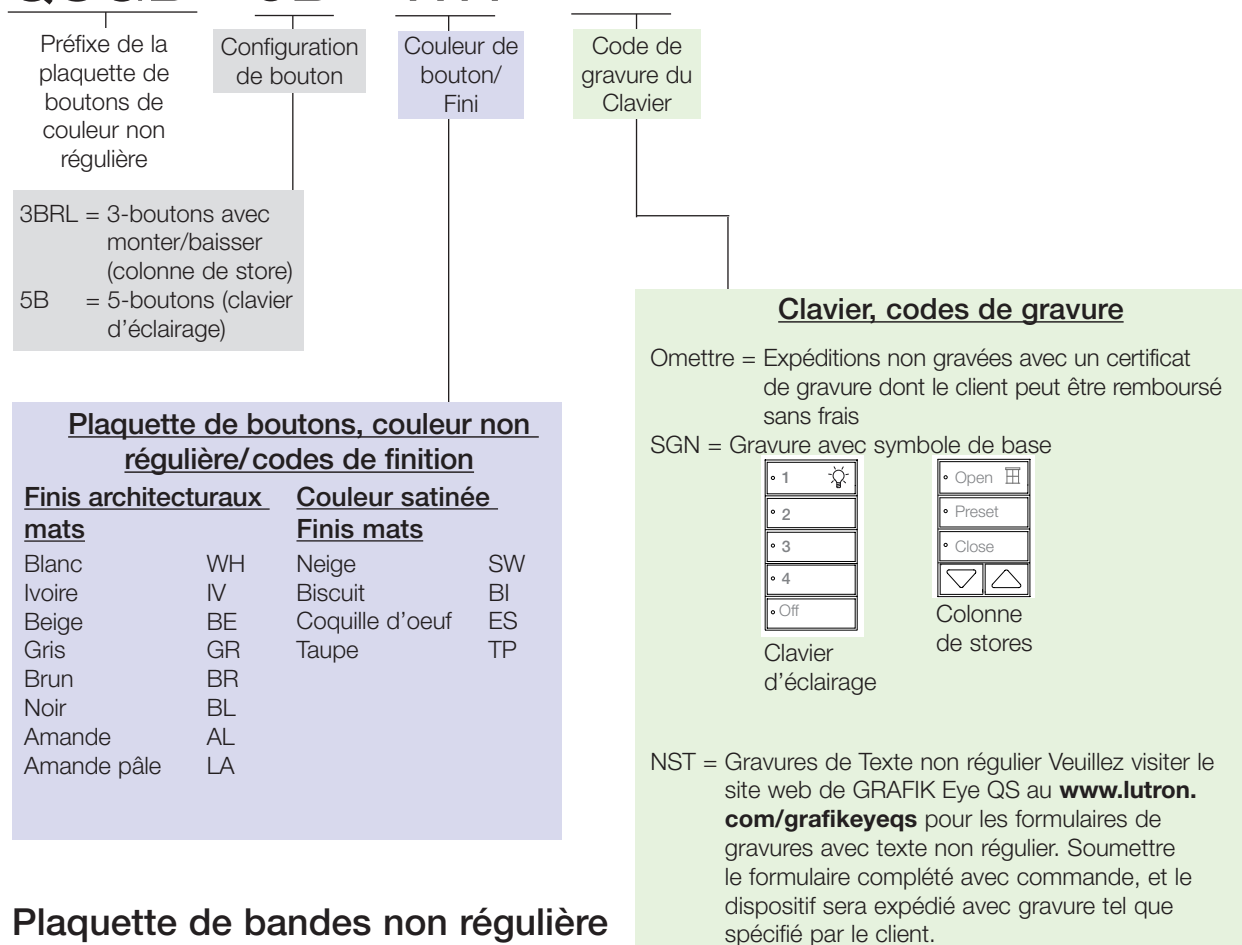 Préfixe de la
plaquette de
boutons de
couleur non
régulière
Configuration
de bouton
Couleur de
bouton/
Fini
Code de
gravure du
Clavier
3BRL = 3-boutons avec
monter/baisser
(colonne de store)
5B = 5-boutons (clavier
d’éclairage)
Plaquette de boutons, couleur non
régulière/codes de finition
Finis architecturaux
mats
Blanc WH
Ivoire IV
Beige BE
Gris GR
Brun BR
Noir BL
Amande AL
Amande pâle LA
Couleur satinée
Finis mats
Neige SW
Biscuit BI
Coquille d’oeuf ES
Taupe TP
Clavier, codes de gravure
Omettre = Expéditions non gravées avec un certificat
de gravure dont le client peut être remboursé
sans frais
SGN = Gravure avec symbole de base
1
2
3
4
Off
Clavier
d’éclairage
Open
Preset
Close
Colonne
de stores
NST = Gravures de Texte non régulier Veuillez visiter le
site web de GRAFIK Eye QS au www.lutron.
com/grafikeyeqs pour les formulaires de
gravures avec texte non régulier. Soumettre
le formulaire complété avec commande, et le
dispositif sera expédié avec gravure tel que
spécifié par le client.
Plaquette de bandes non régulière